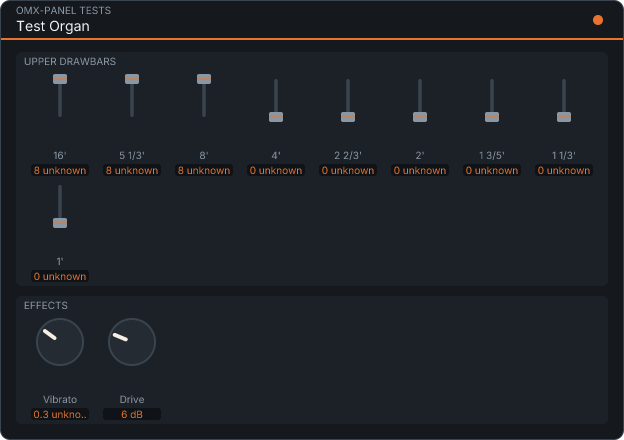 OMX-PANEL TESTS
Test Organ
UPPER DRAWBARS
16' 5 1/3' 8' 4' 2 2/3' 2' 1 3/5' 1 1/3'
8 unknown 8 unknown 8 unknown 0 unknown 0 unknown 0 unknown 0 unknown 0 unknown
1'
0 unknown
EFFECTS
Vibrato Drive
0.3 unkno.. 6 dB